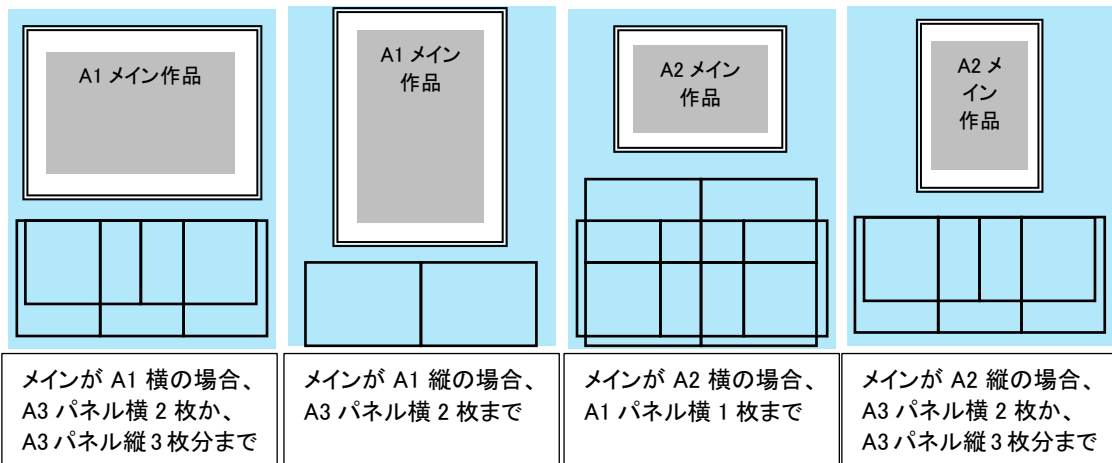 A1 メイン作品
A1 メイン
作品
A2 メイン
作品
A2 メ
イン
作品
メインが A1 横の場合、
A3 パネル横 2 枚か、
A3 パネル縦 3 枚分まで
メインが A1 縦の場合、
A3 パネル横 2 枚まで
メインが A2 横の場合、
A1 パネル横 1 枚まで
メインが A2 縦の場合、
A3 パネル横 2 枚か、
A3 パネル縦 3 枚分まで